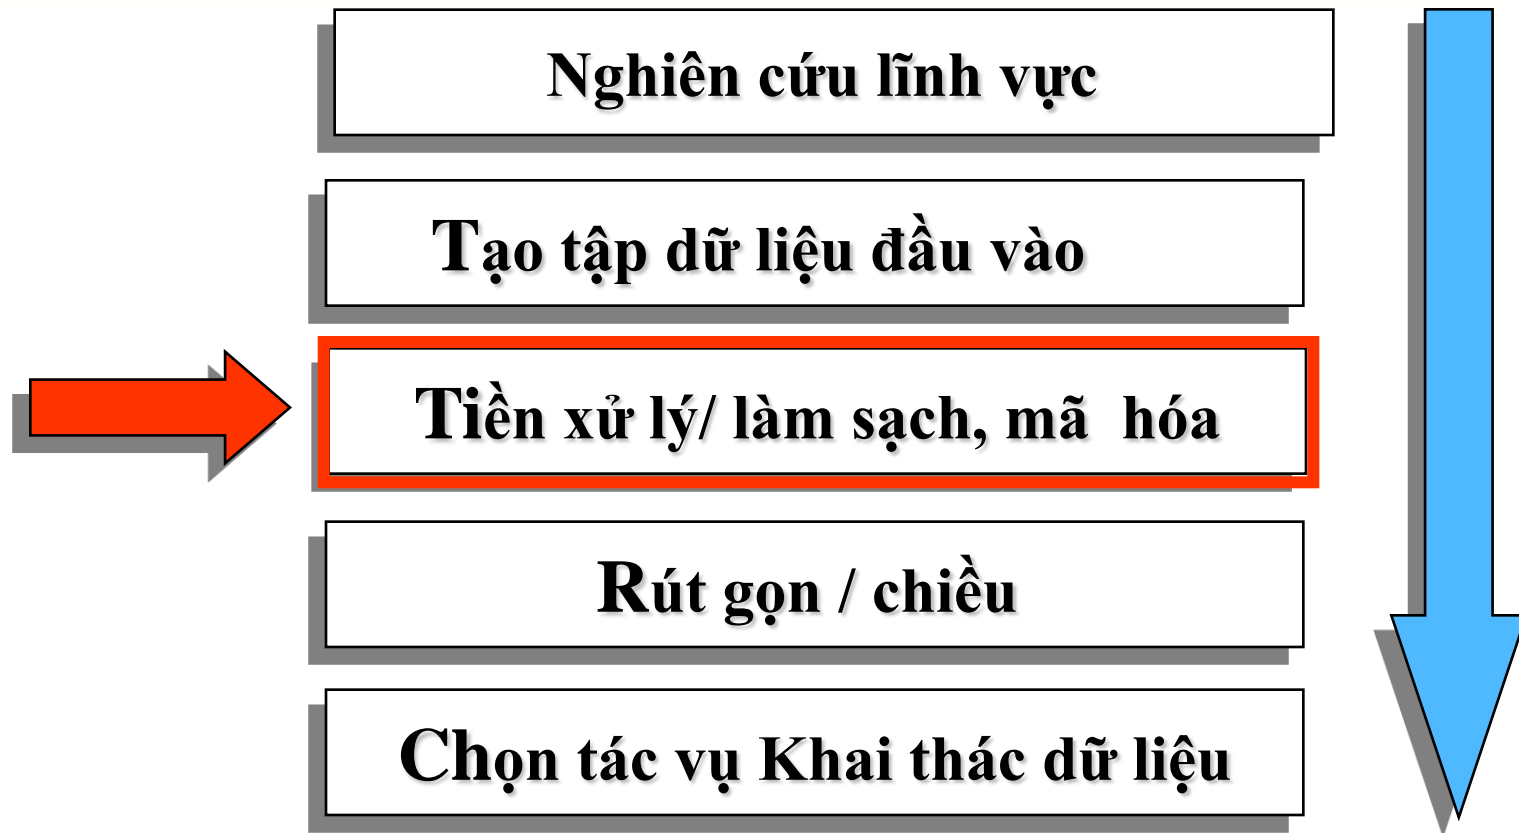 Nghiên cứu lĩnh vực
Tạo tập dữ liệu đầu vào
Tiền xử lý/ làm sạch, mã hóa
Rút gọn / chiều
Chọn tác vụ Khai thác dữ liệu